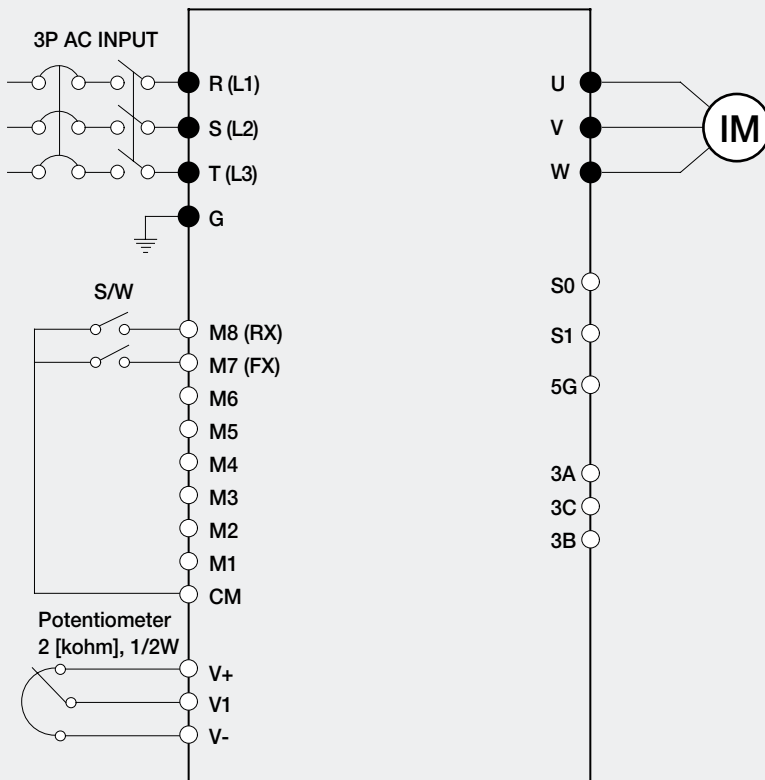 3P AC INPUT
R (L1)
S (L2)
T (L3)
G
U
V
W
IM
S/W
M8 (RX)
M7 (FX)
M6
M5
M4
M3
M2
M1
CM
S0
S1
5G
3A
3C
3B
Potentiometer
2 [kohm], 1/2W
V+
V1
V-